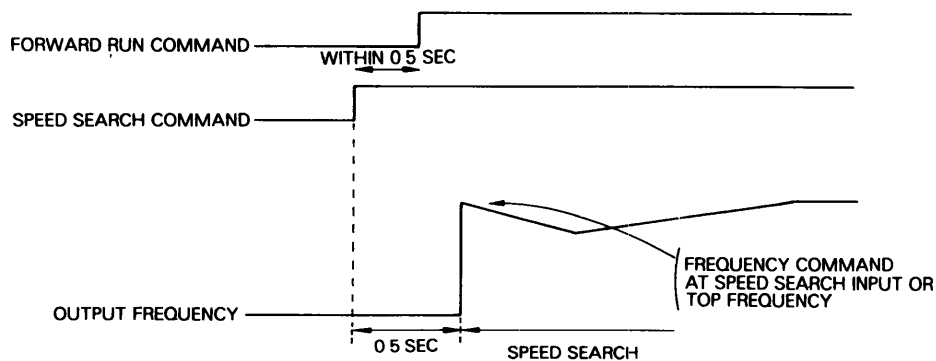 FORWARD RUN COMMAND
WITHIN 0 5 SEC
SPEED SEARCH COMMAND
FREQUENCY COMMAND
AT SPEED SEARCH INPUT OR
TOP FREQUENCY
OUTPUT FREQUENCY
0 5 SEC
SPEED SEARCH